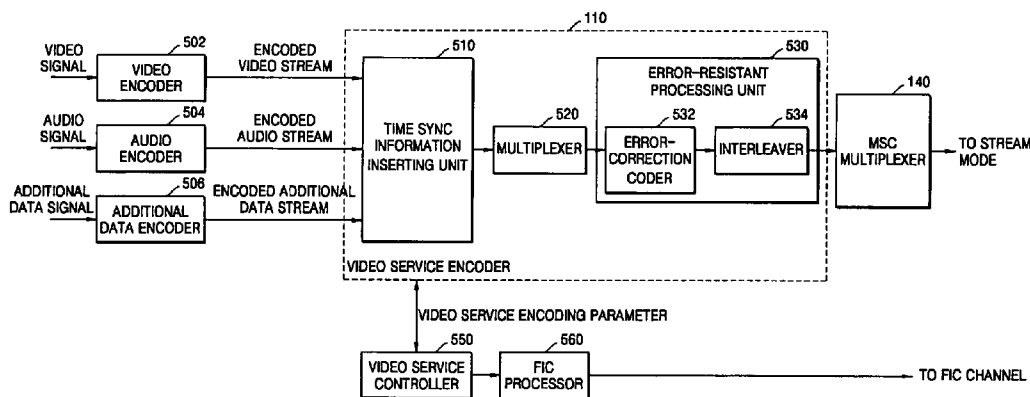 110
VIDEO
SIGNAL
502
VIDEO
ENCODER
ENCODED
VIDEO STREAM
510
TIME SYNC
INFORMATION
INSERTING UNIT
530
ERROR-RESISTANT
PROCESSING UNIT
140
AUDIO
SIGNAL
504
AUDIO
ENCODER
ENCODED
AUDIO STREAM
520
MULTIPLEXER
532
ERROR-
CORRECTION
CODER
534
INTERLEAVER
MSC
MULTIPLEXER
TO STREAM
MODE
ADDITIONAL
DATA SIGNAL
506
ADDITIONAL
DATA ENCODER
ENCODED ADDITIONAL
DATA STREAM
VIDEO SERVICE ENCODER
VIDEO SERVICE ENCODING PARAMETER
550
VIDEO SERVICE
CONTROLLER
560
FIC
PROCESSOR
TO FIC CHANNEL